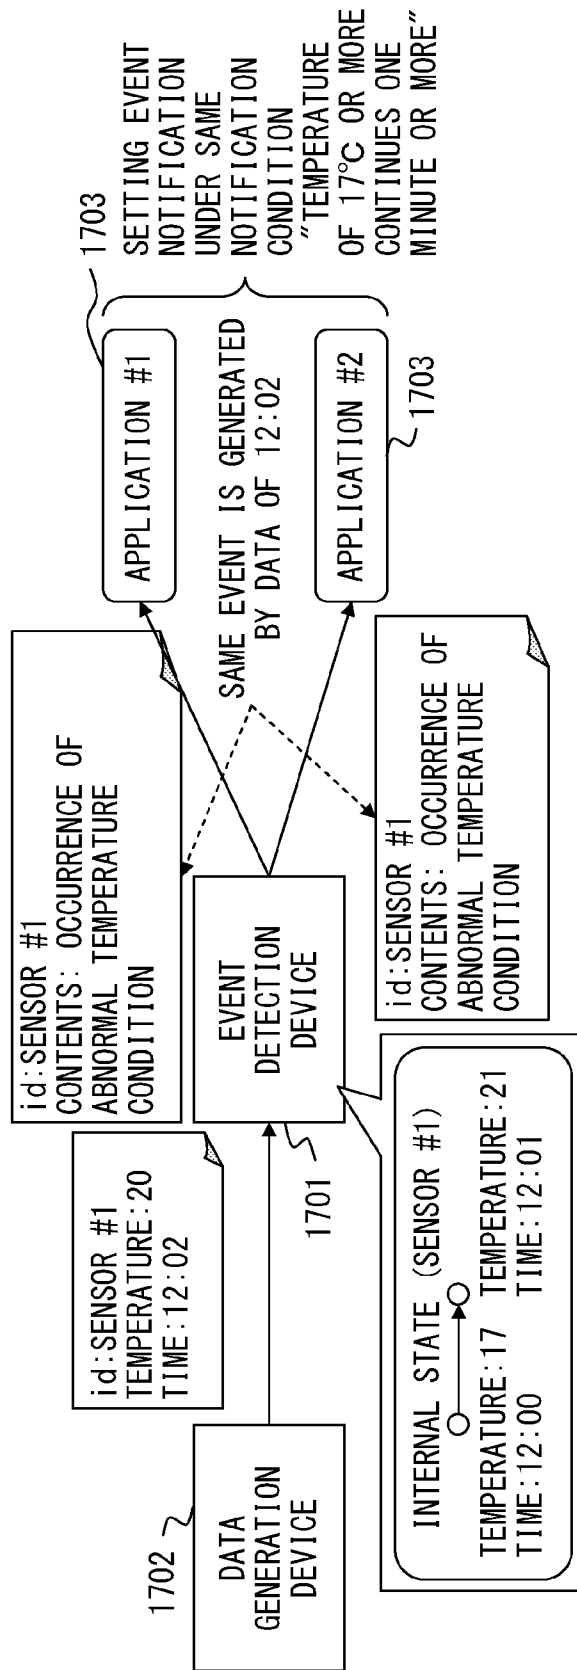 1702
DATA
GENERATION
DEVICE
id:SENSOR #1
TEMPERATURE:20
TIME:12:02
1701
EVENT
DETECTION
DEVICE
INTERNAL STATE (SENSOR #1)
TEMPERATURE:17
TIME:12:00
TEMPERATURE:21
TIME:12:01
id:SENSOR #1
CONTENTS: OCCURRENCE OF
ABNORMAL TEMPERATURE
CONDITION
id:SENSOR #1
CONTENTS: OCCURRENCE OF
ABNORMAL TEMPERATURE
CONDITION
SAME EVENT IS GENERATED
BY DATA OF 12:02
1703
APPLICATION #1
APPLICATION #2
1703
SETTING EVENT
NOTIFICATION
UNDER SAME
NOTIFICATION
CONDITION
"TEMPERATURE
OF 17°C OR MORE
CONTINUES ONE
MINUTE OR MORE"